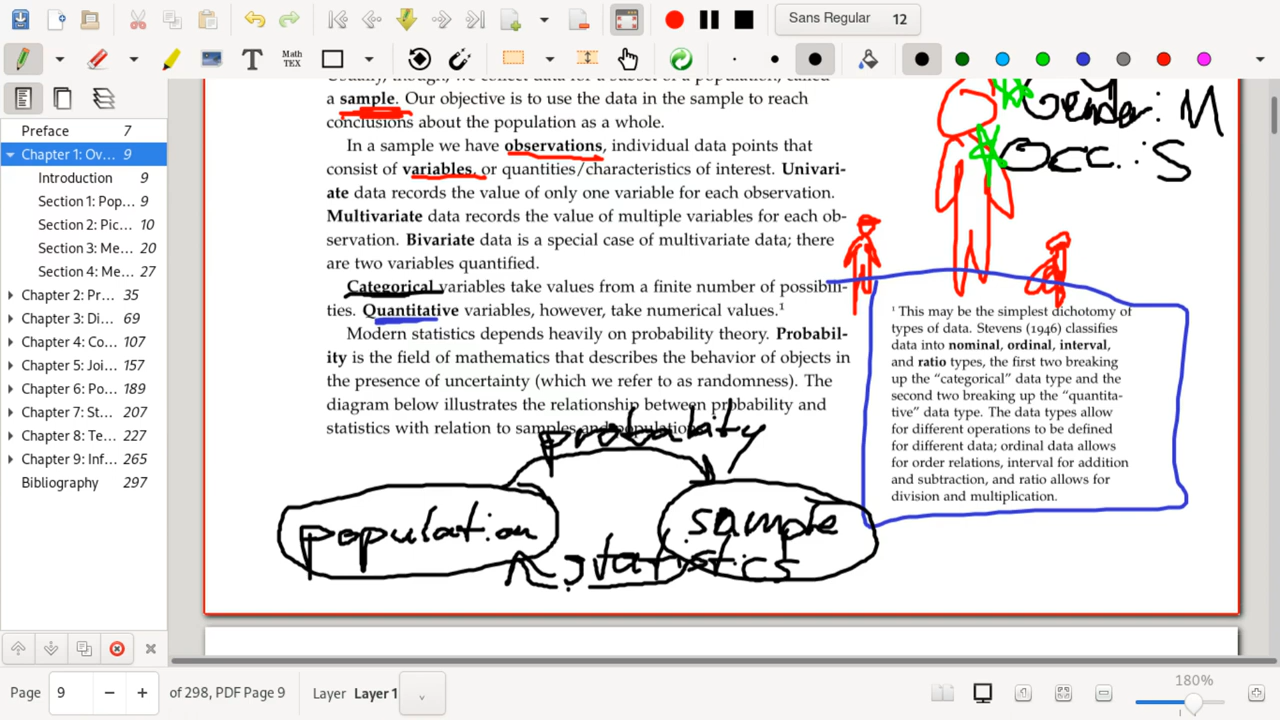 Sans Regular 12
T Math TEX
Preface 7
Chapter 1: Ov... 9
Introduction 9
Section 1: Pop... 9
Section 2: Pic... 10
Section 3: Me... 20
Section 4: Me... 27
Chapter 2: Pr... 35
Chapter 3: Di... 69
Chapter 4: Co... 107
Chapter 5: Joi... 157
Chapter 6: Po... 189
Chapter 7: St... 207
Chapter 8: Te... 227
Chapter 9: Inf... 265
Bibliography 297
a sample. Our objective is to use the data in the sample to reach
conclusions about the population as a whole.
In a sample we have observations, individual data points that
consist of variables, or quantities/characteristics of interest. Univari-
ate data records the value of only one variable for each observation.
Multivariate data records the value of multiple variables for each ob-
servation. Bivariate data is a special case of multivariate data; there
are two variables quantified.
Categorical variables take values from a finite number of possibili-
ties. Quantitative variables, however, take numerical values.¹
Modern statistics depends heavily on probability theory. Probabil-
ity is the field of mathematics that describes the behavior of objects in
the presence of uncertainty (which we refer to as randomness). The
diagram below illustrates the relationship between probability and
statistics with relation to samples and populations.
probality
population
sample
statistics
Gender: M
Occ.: S
¹ This may be the simplest dichotomy of
types of data. Stevens (1946) classifies
data into nominal, ordinal, interval,
and ratio types, the first two breaking
up the “categorical” data type and the
second two breaking up the “quantita-
tive” data type. The data types allow
for different operations to be defined
for different data; ordinal data allows
for order relations, interval for addition
and subtraction, and ratio allows for
division and multiplication.
Page 9 of 298, PDF Page 9 Layer Layer 1
180%